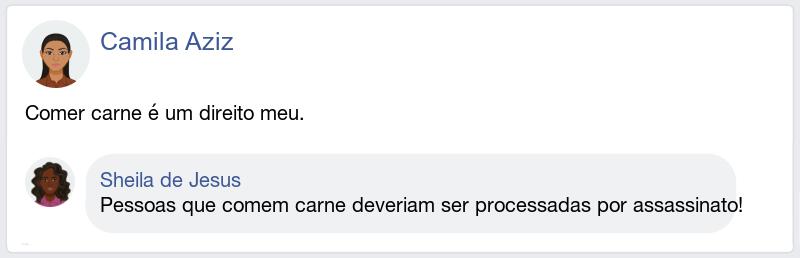 Camila Aziz
Comer carne é um direito meu.
Sheila de Jesus
Pessoas que comem carne deveriam ser processadas por assassinato!